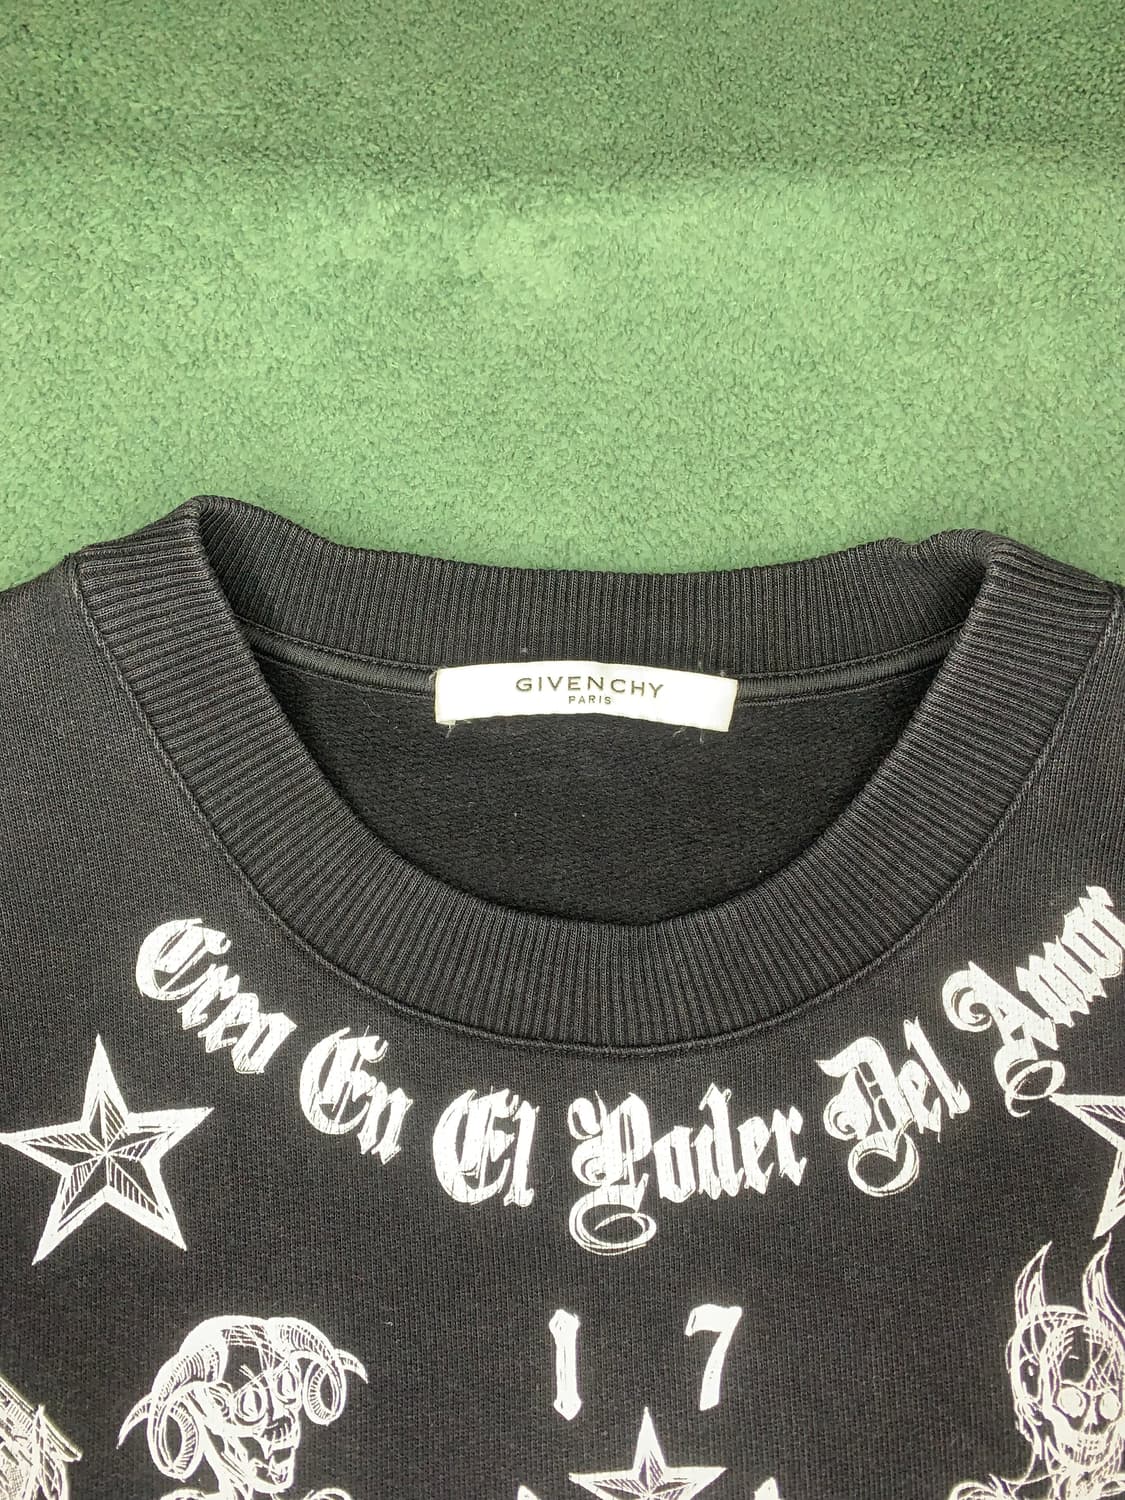 GIVENCHY
PARIS
Creo En El Poder Del Amor
17